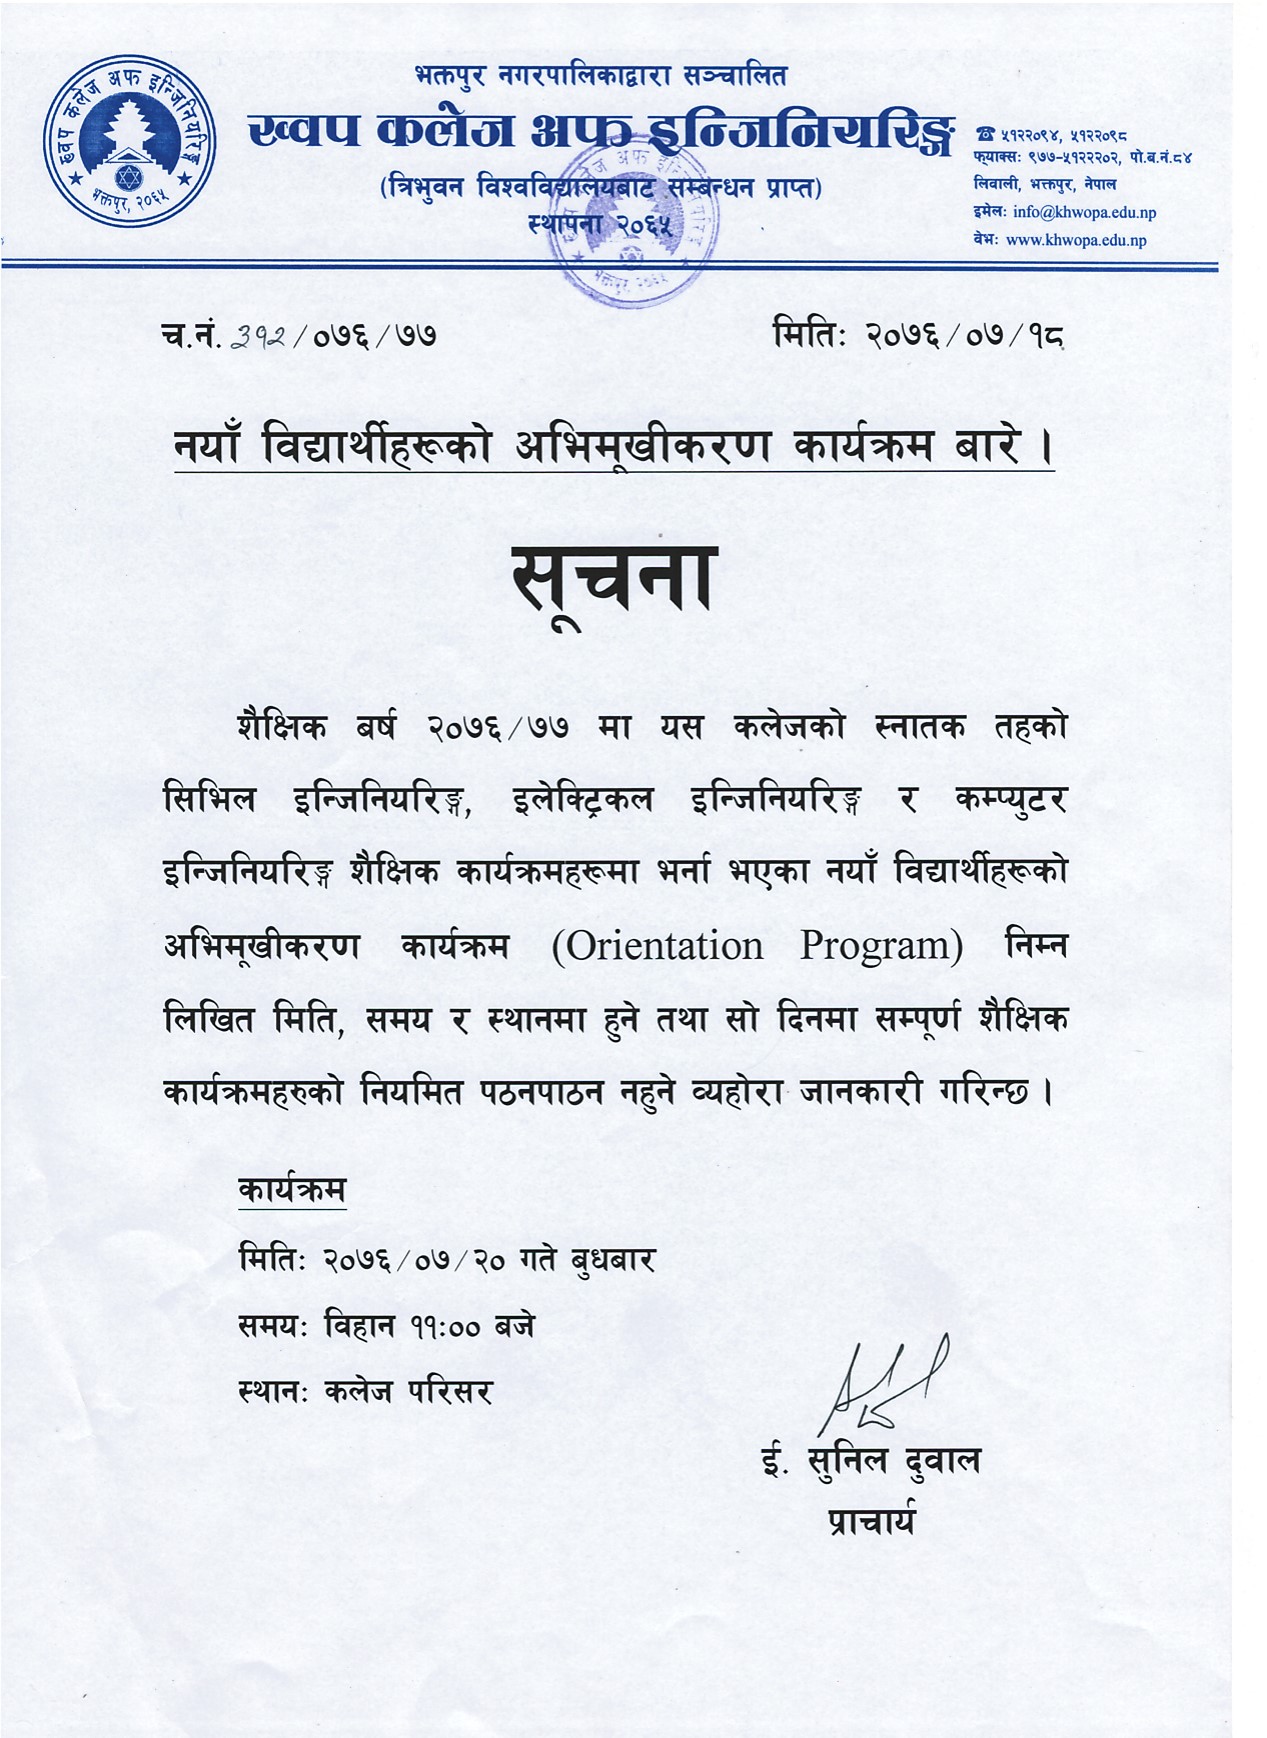 भक्तपुर नगरपालिकाद्वारा सञ्चालित
ख्वप कलेज अफ इन्जिनियरिङ्ग
(त्रिभुवन विश्वविद्यालयबाट सम्बन्धन प्राप्त)
स्थापना २०६५
ख्वप कलेज अफ इन्जिनियरिङ्ग
भक्तपुर, २०६५
☎ ५१२२०९४, ५१२२०९८
फ्याक्सः ९७७-५१२२२०२, पो.ब.नं.८४
लिवाली, भक्तपुर, नेपाल
इमेलः info@khwopa.edu.np
वेभः www.khwopa.edu.np
च.नं. ३१२/०७६/७७
मितिः २०७६/०७/१८
नयाँ विद्यार्थीहरूको अभिमूखीकरण कार्यक्रम बारे ।
सूचना
शैक्षिक बर्ष २०७६/७७ मा यस कलेजको स्नातक तहको
सिभिल इन्जिनियरिङ्ग, इलेक्ट्रिकल इन्जिनियरिङ्ग र कम्प्युटर
इन्जिनियरिङ्ग शैक्षिक कार्यक्रमहरूमा भर्ना भएका नयाँ विद्यार्थीहरूको
अभिमूखीकरण कार्यक्रम (Orientation Program) निम्न
लिखित मिति, समय र स्थानमा हुने तथा सो दिनमा सम्पूर्ण शैक्षिक
कार्यक्रमहरुको नियमित पठनपाठन नहुने व्यहोरा जानकारी गरिन्छ ।
कार्यक्रम
मितिः २०७६/०७/२० गते बुधबार
समयः विहान ११:०० बजे
स्थानः कलेज परिसर
ई. सुनिल दुवाल
प्राचार्य